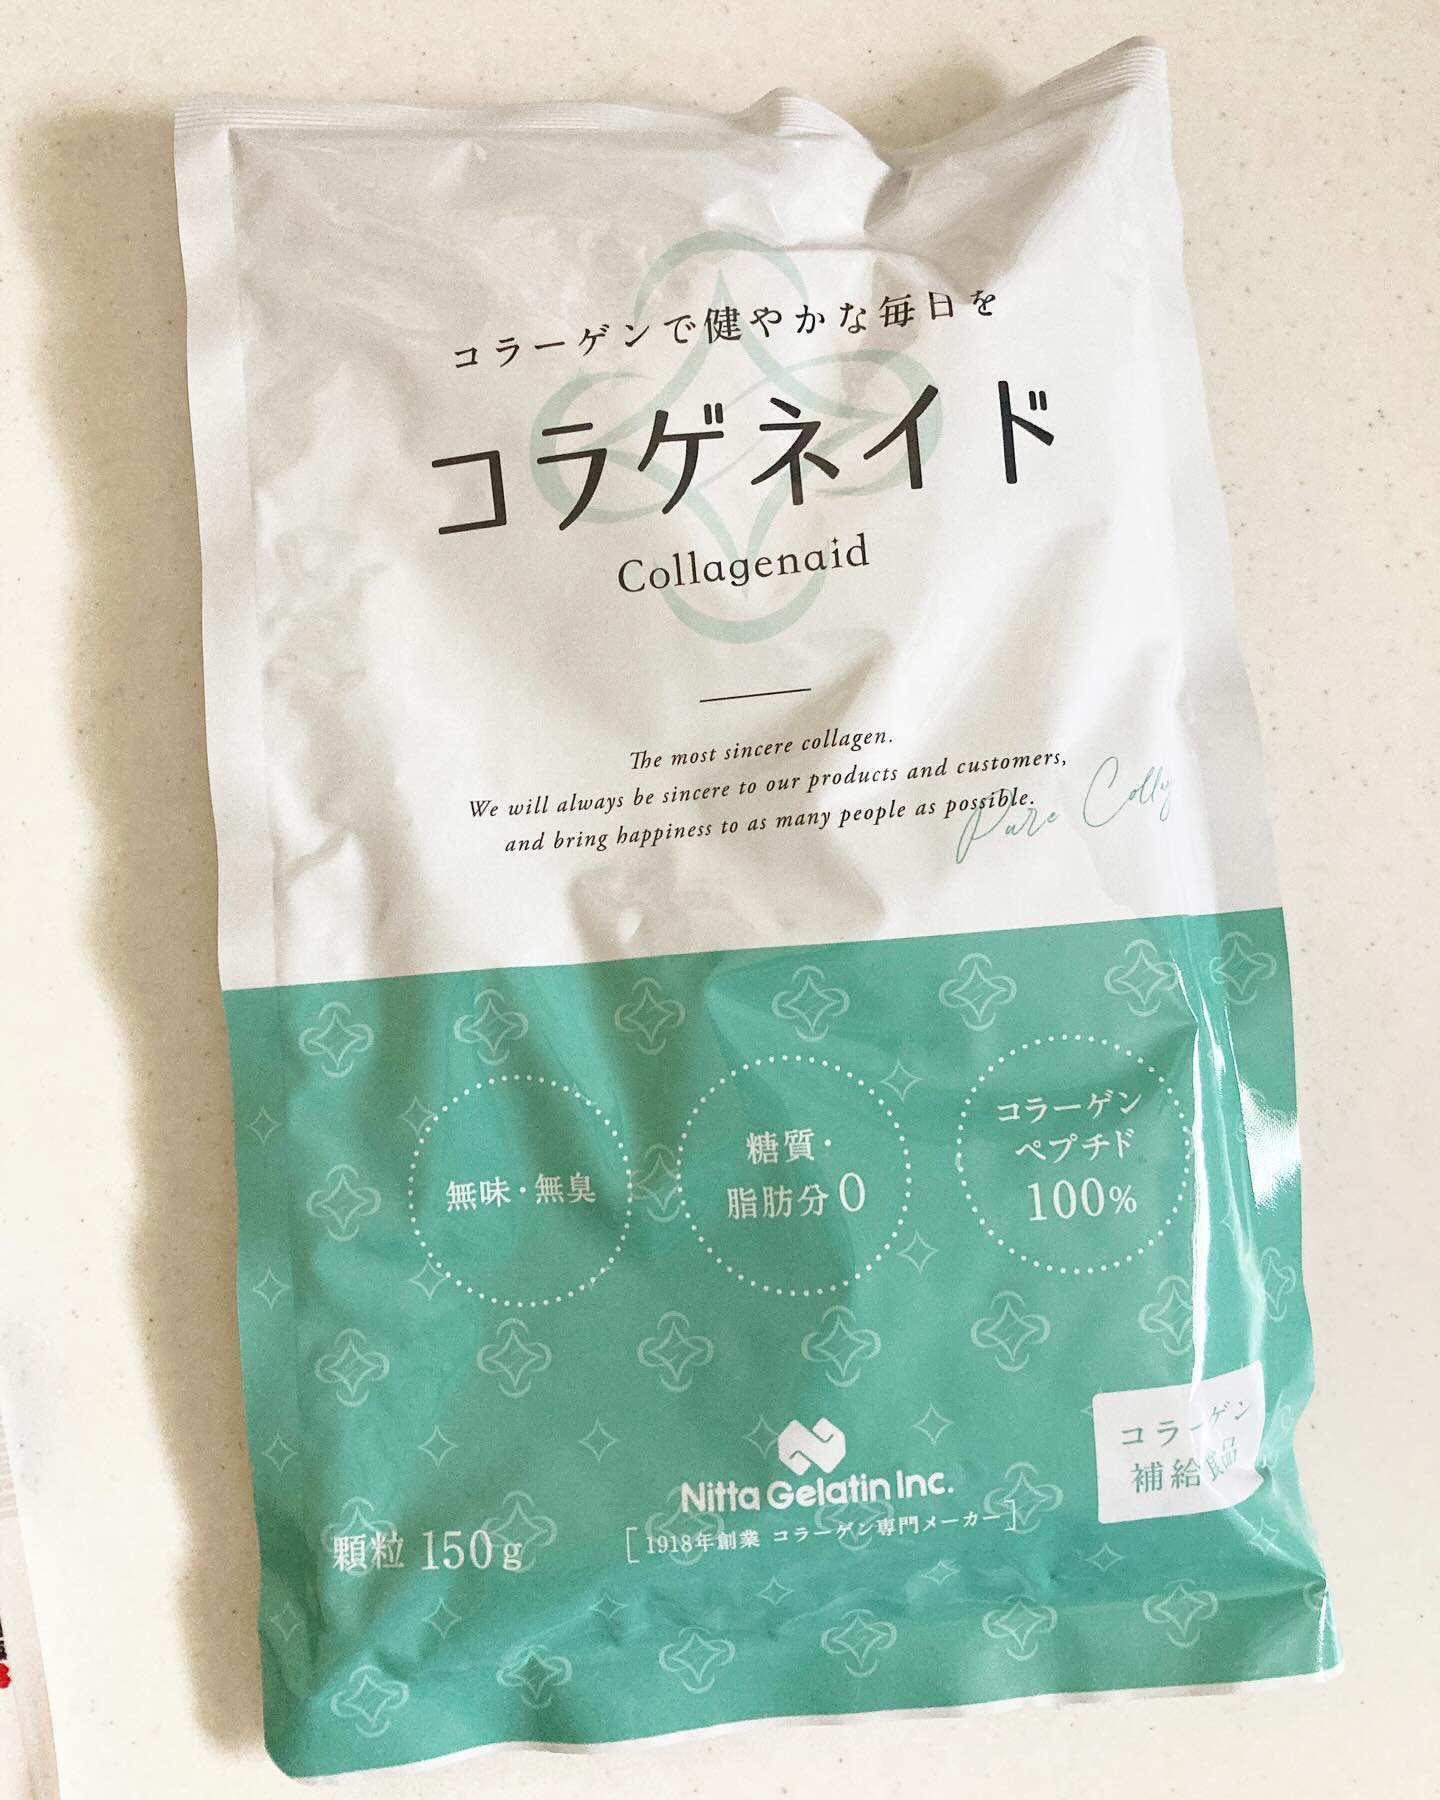 コラーゲンで健やかな毎日を
コラゲネイド
Collagenaid
The most sincere collagen.
We will always be sincere to our products and customers,
and bring happiness to as many people as possible.
Pure
無味・無臭
糖質・
脂肪分0
コラーゲン
ペプチド
100%
Nitta Gelatin Inc.
[1918年創業 コラーゲン専門メーカー]
顆粒 150g
コラーゲン
補給食品